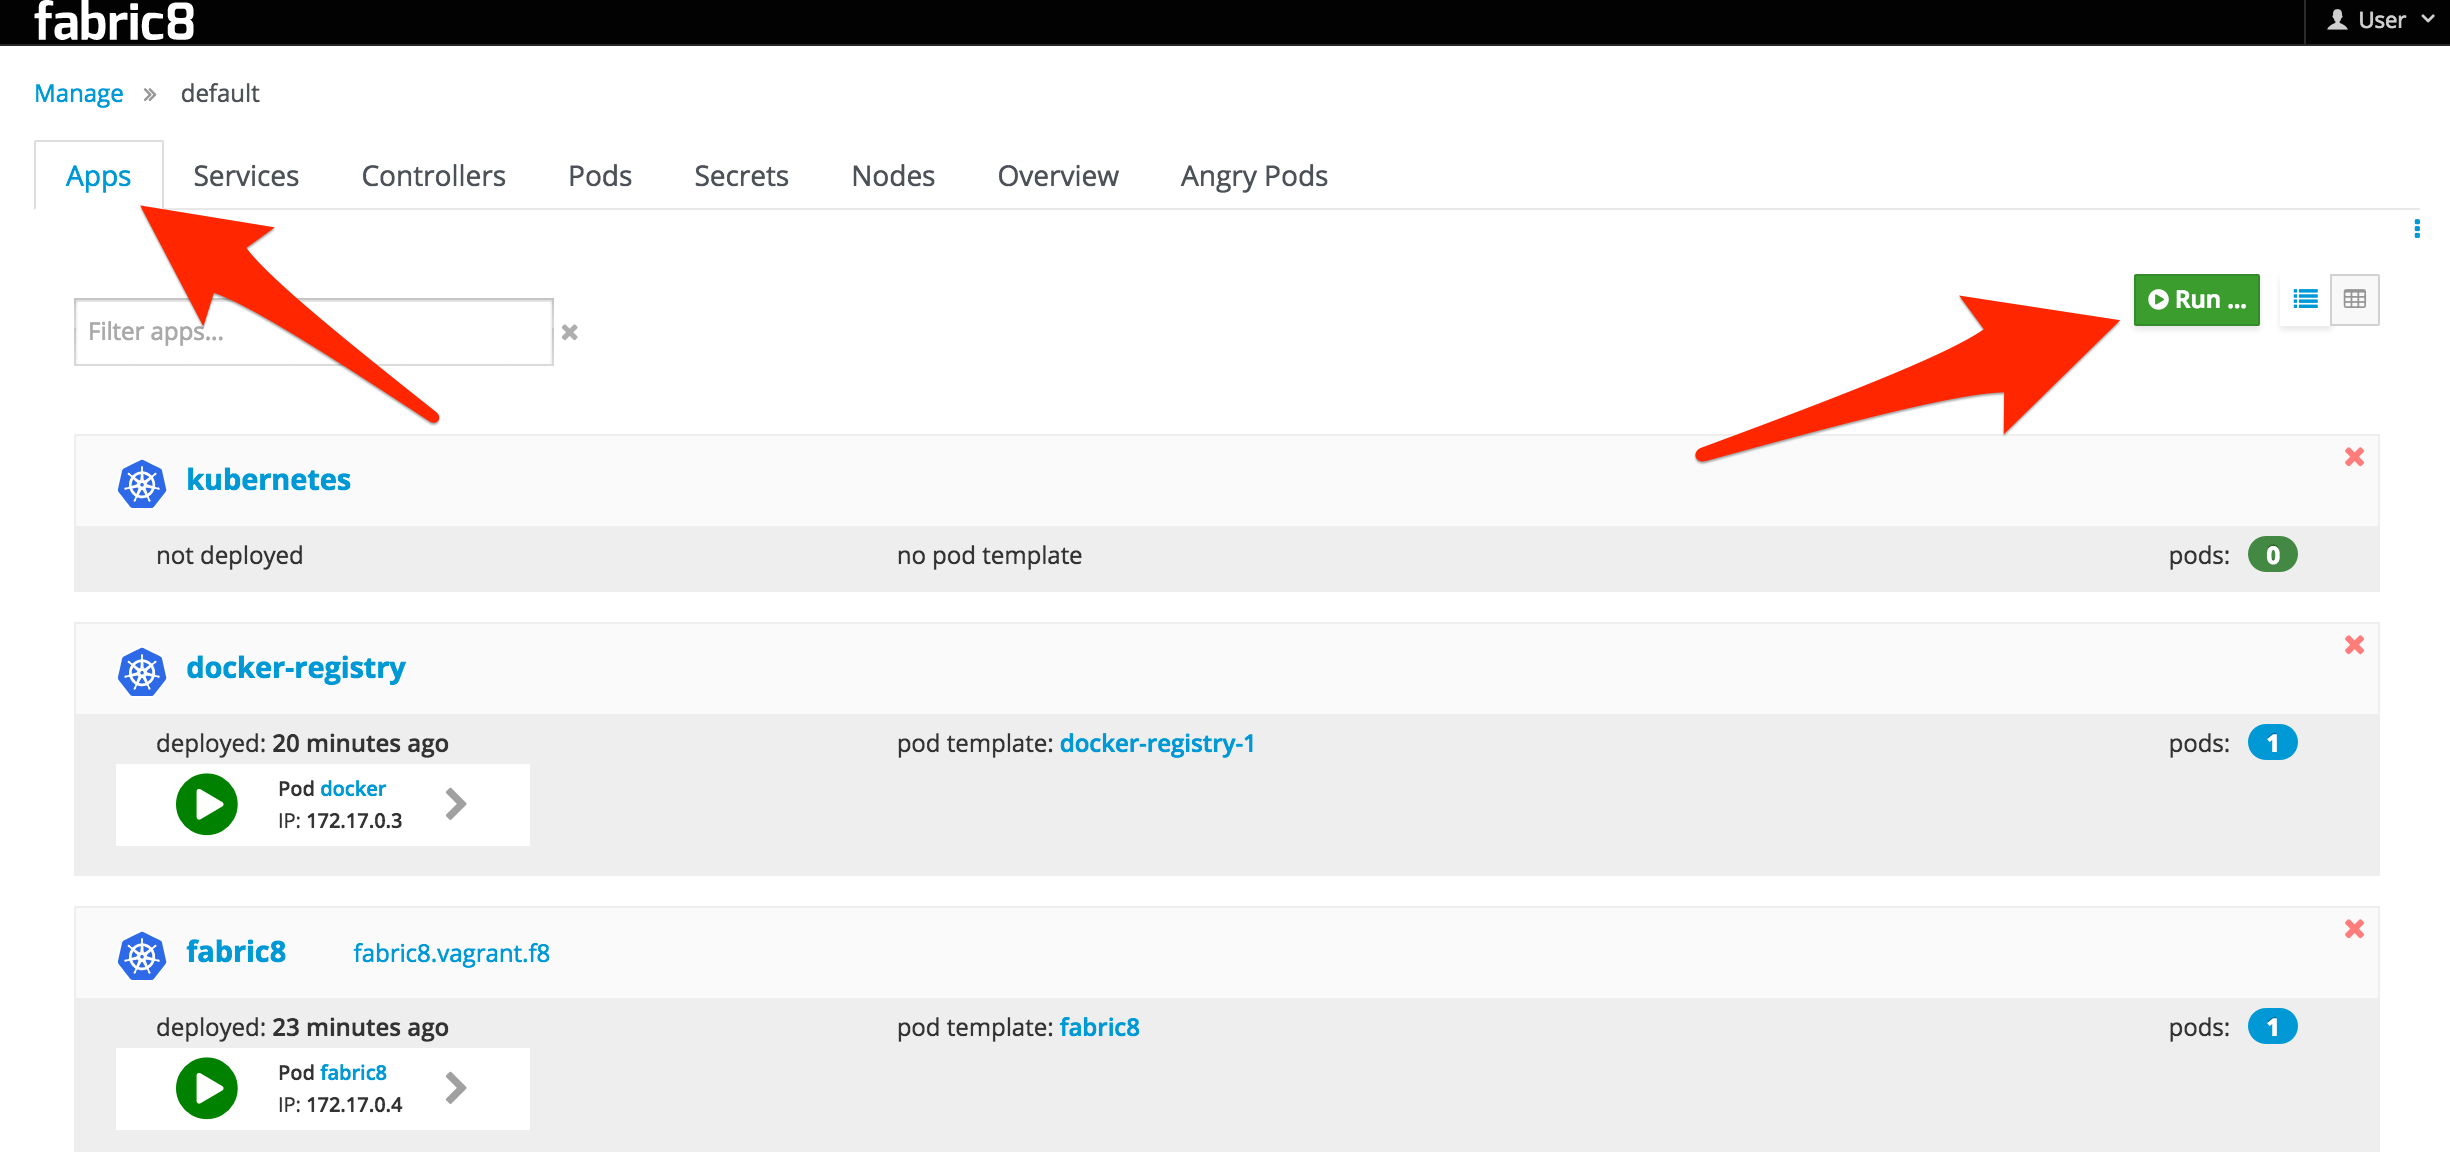 fabric8
User
Manage » default
Apps Services Controllers Pods Secrets Nodes Overview Angry Pods
Run ...
Filter apps...
kubernetes
not deployed no pod template pods: 0
docker-registry
deployed: 20 minutes ago pod template: docker-registry-1 pods: 1
Pod docker
IP: 172.17.0.3
fabric8 fabric8.vagrant.f8
deployed: 23 minutes ago pod template: fabric8 pods: 1
Pod fabric8
IP: 172.17.0.4